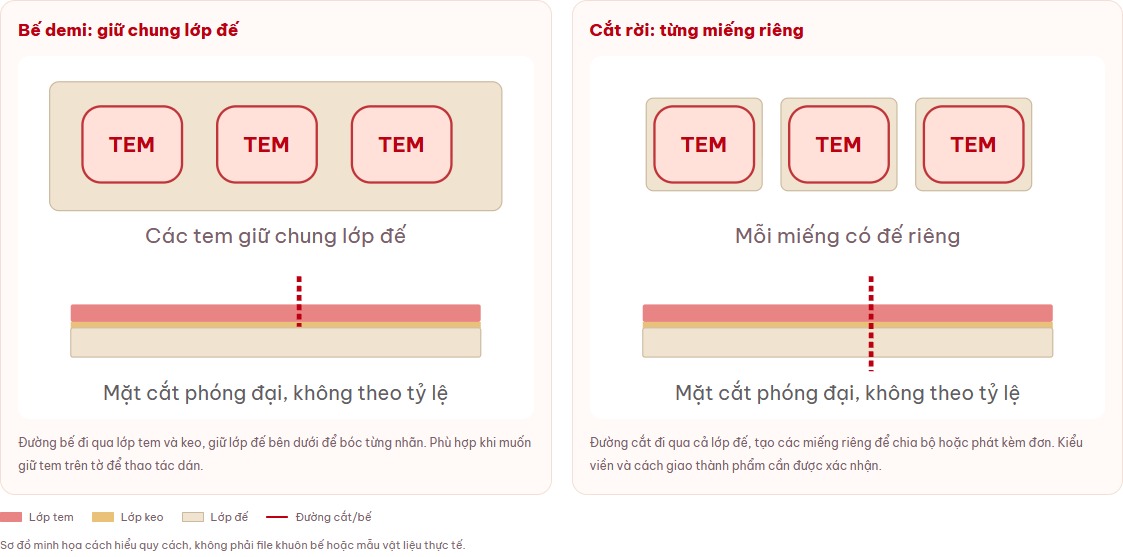 Bế demi: giữ chung lớp đế
TEM TEM TEM
Các tem giữ chung lớp đế
Mặt cắt phóng đại, không theo tỷ lệ
Đường bế đi qua lớp tem và keo, giữ lớp đế bên dưới để bóc từng nhãn. Phù hợp khi muốn
giữ tem trên tờ để thao tác dán.
Cắt rời: từng miếng riêng
TEM TEM TEM
Mỗi miếng có đế riêng
Mặt cắt phóng đại, không theo tỷ lệ
Đường cắt đi qua cả lớp đế, tạo các miếng riêng để chia bộ hoặc phát kèm đơn. Kiểu
viền và cách giao thành phẩm cần được xác nhận.
Lớp tem Lớp keo Lớp đế Đường cắt/bế
Sơ đồ minh họa cách hiểu quy cách, không phải file khuôn bế hoặc mẫu vật liệu thực tế.